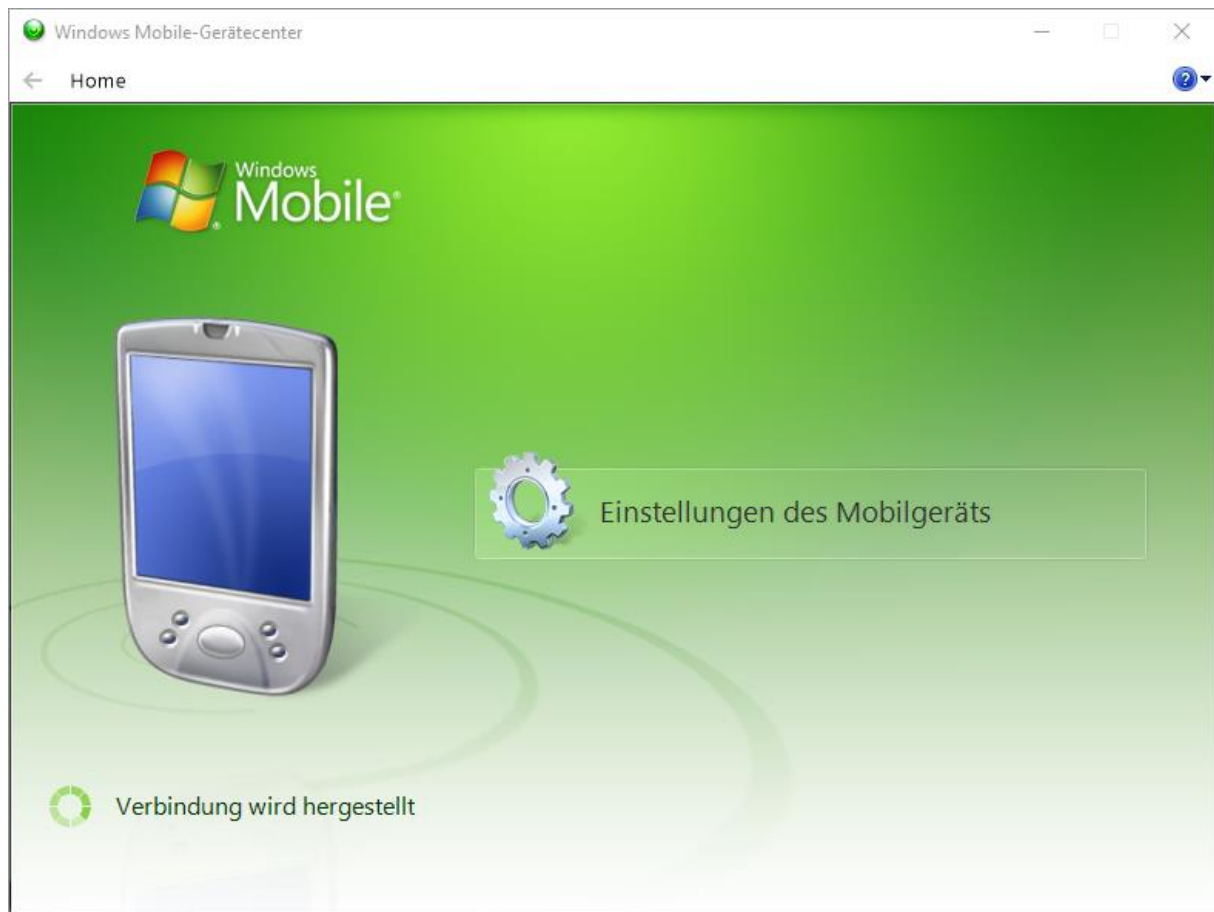 Windows Mobile-Gerätecenter
Home
?
Windows
Mobile®
®
Einstellungen des Mobilgeräts
Verbindung wird hergestellt